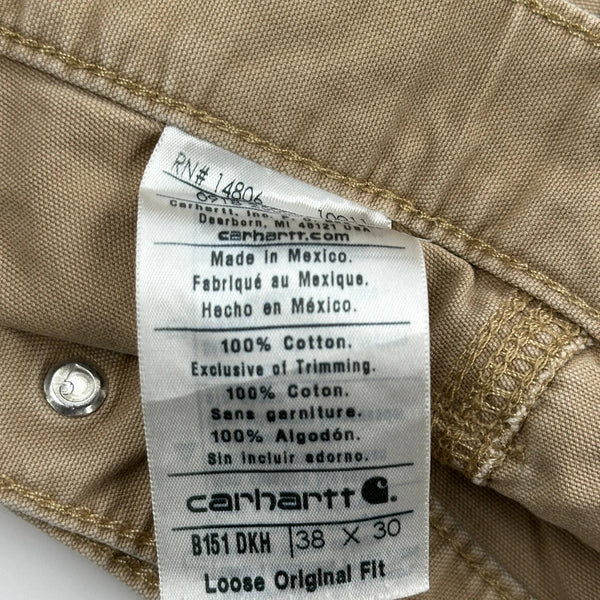 RN# 14806
carhartt, Inc.
Dearborn, MI 48121 USA
carhartt.com
Made in Mexico.
Fabriqué au Mexique.
Hecho en México.
100% Cotton.
Exclusive of Trimming.
100% Coton.
Sans garniture.
100% Algodón.
Sin incluir adorno.
carhartt
B151 DKH 38 X 30
Loose Original Fit